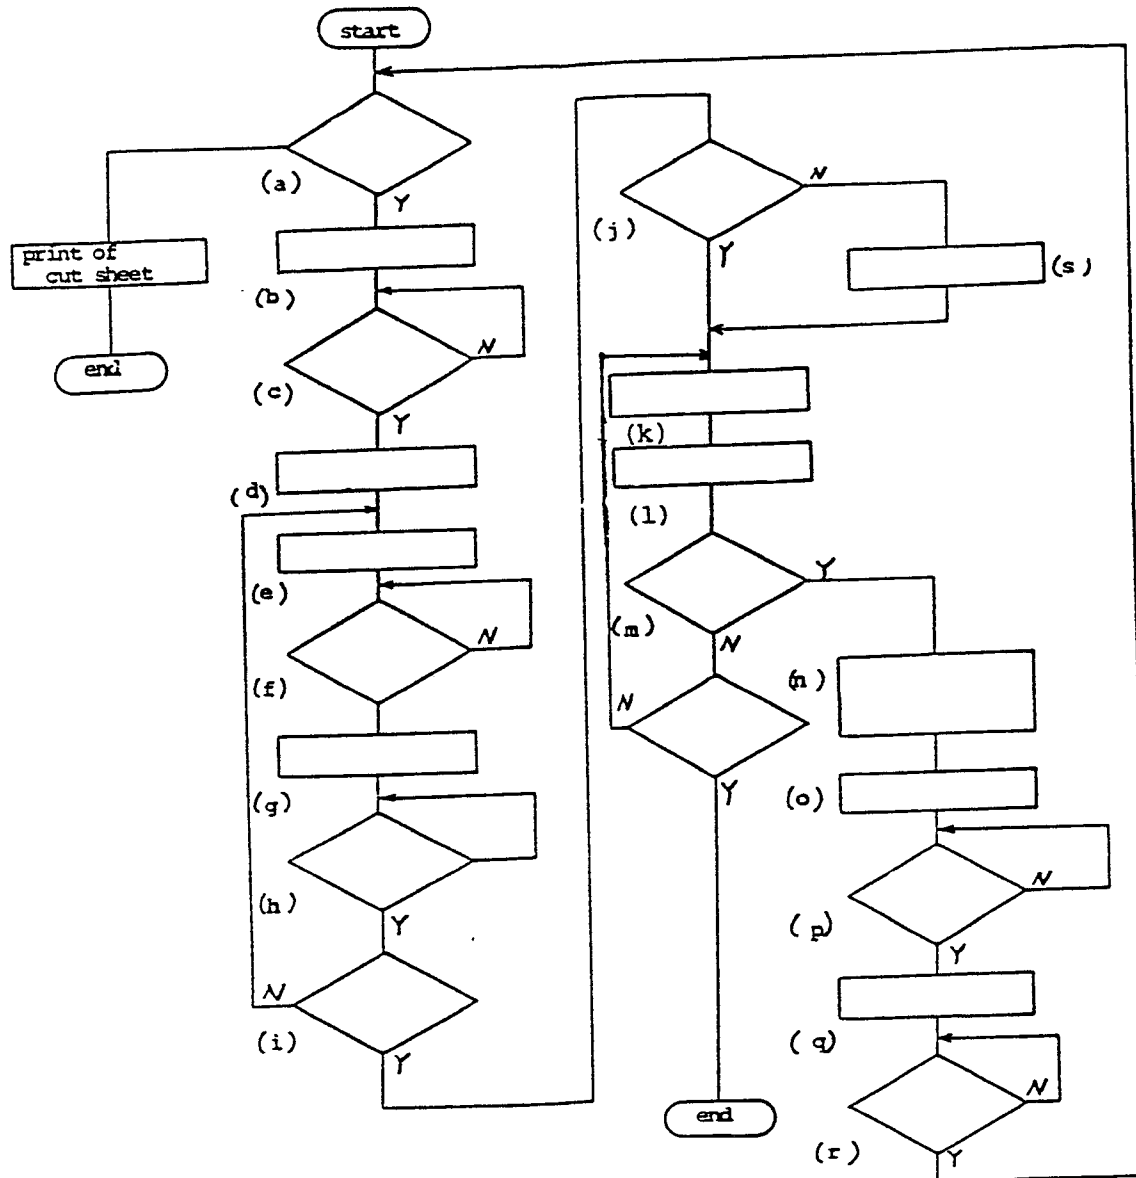 start
(a)
Y
print of
cut sheet
end
(b)
N
(c)
Y
(d)
(e)
N
(f)
(g)
(h)
Y
N
(i)
Y
N
(j)
Y
(s)
(k)
(l)
Y
(m)
N
(n)
N
Y
(o)
N
(p)
Y
(q)
N
end
(r)
Y